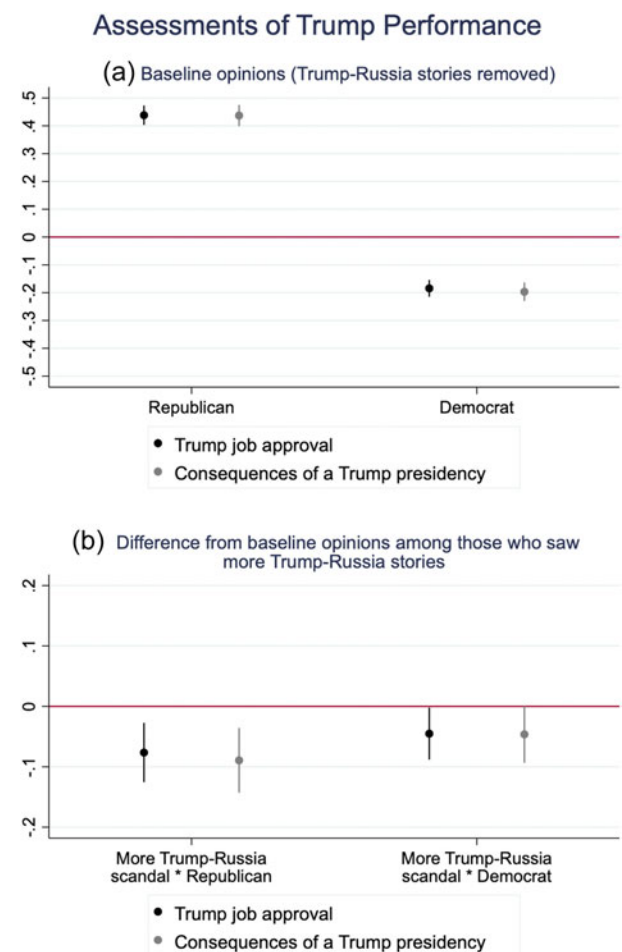 Assessments of Trump Performance
(a) Baseline opinions (Trump-Russia stories removed)
.5
.4
.3
.2
.1
0
-.1
-.2
-.3
-.4
-.5
Republican Democrat
Trump job approval
Consequences of a Trump presidency
(b) Difference from baseline opinions among those who saw
more Trump-Russia stories
.2
.1
0
-.1
-.2
More Trump-Russia More Trump-Russia
scandal * Republican scandal * Democrat
Trump job approval
Consequences of a Trump presidency